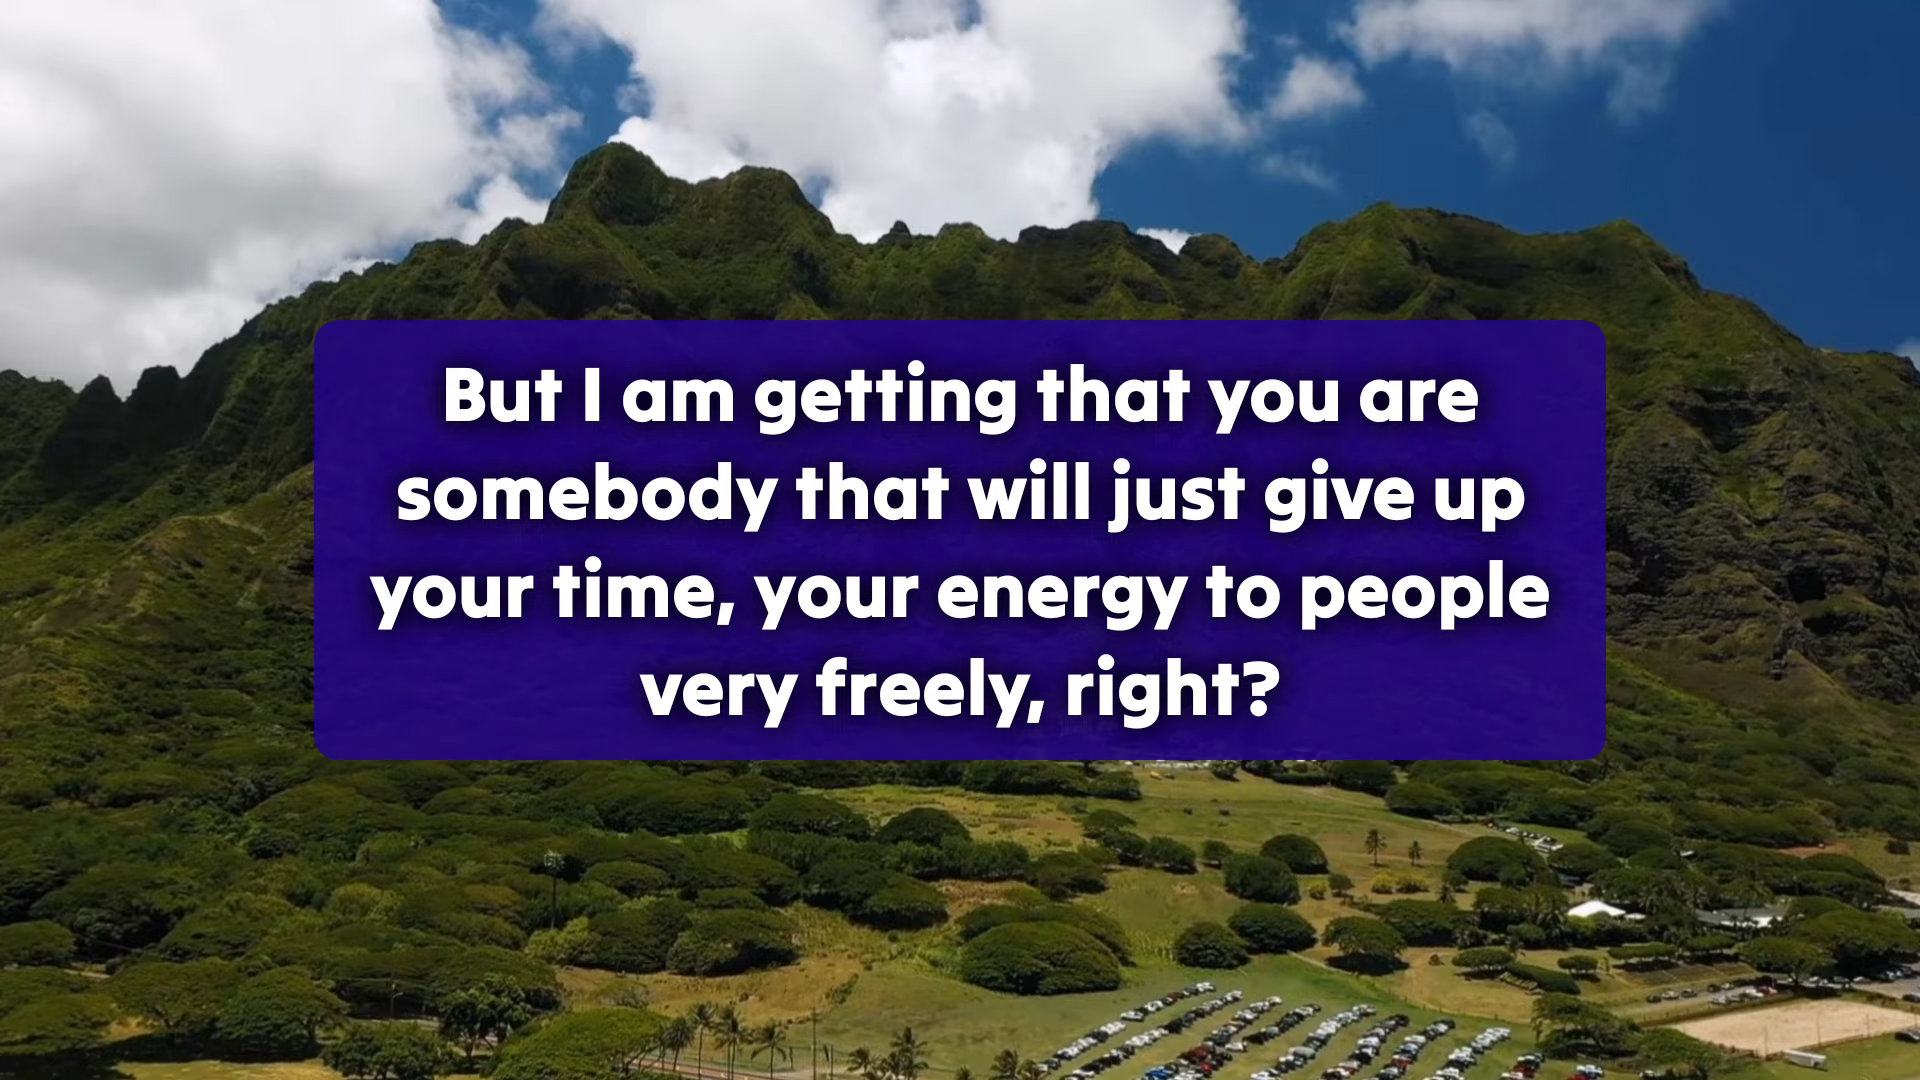 But I am getting that you are
somebody that will just give up
your time, your energy to people
very freely, right?